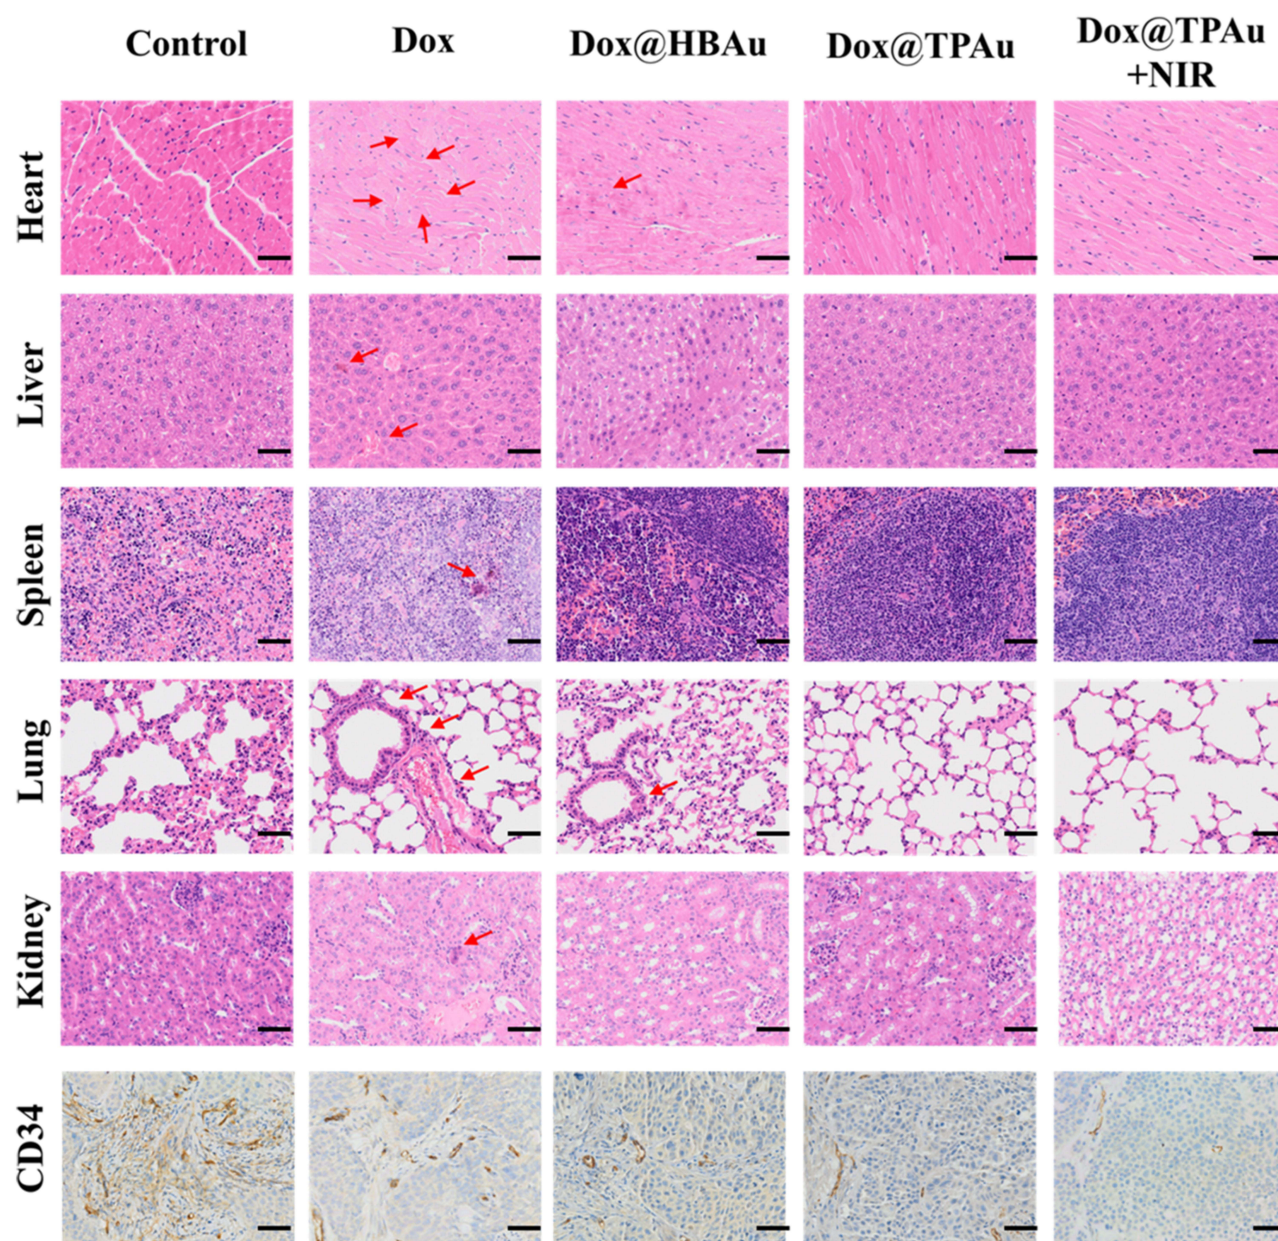 Control Dox Dox@HBAu Dox@TPAu Dox@TPAu
+NIR
Heart
Liver
Spleen
Lung
Kidney
CD34